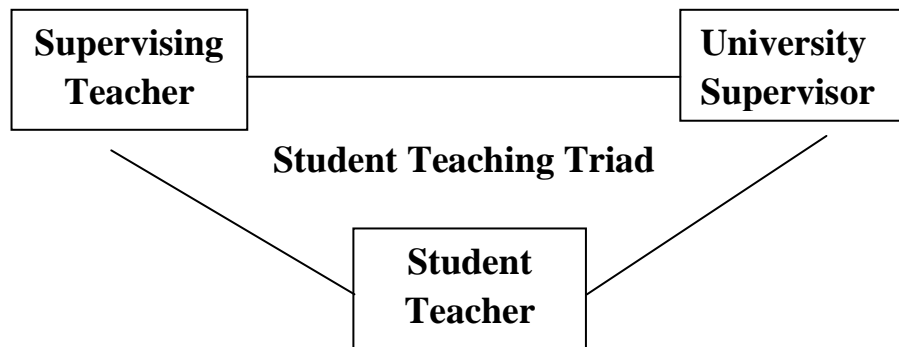 Supervising
Teacher
University
Supervisor
Student Teaching Triad
Student
Teacher